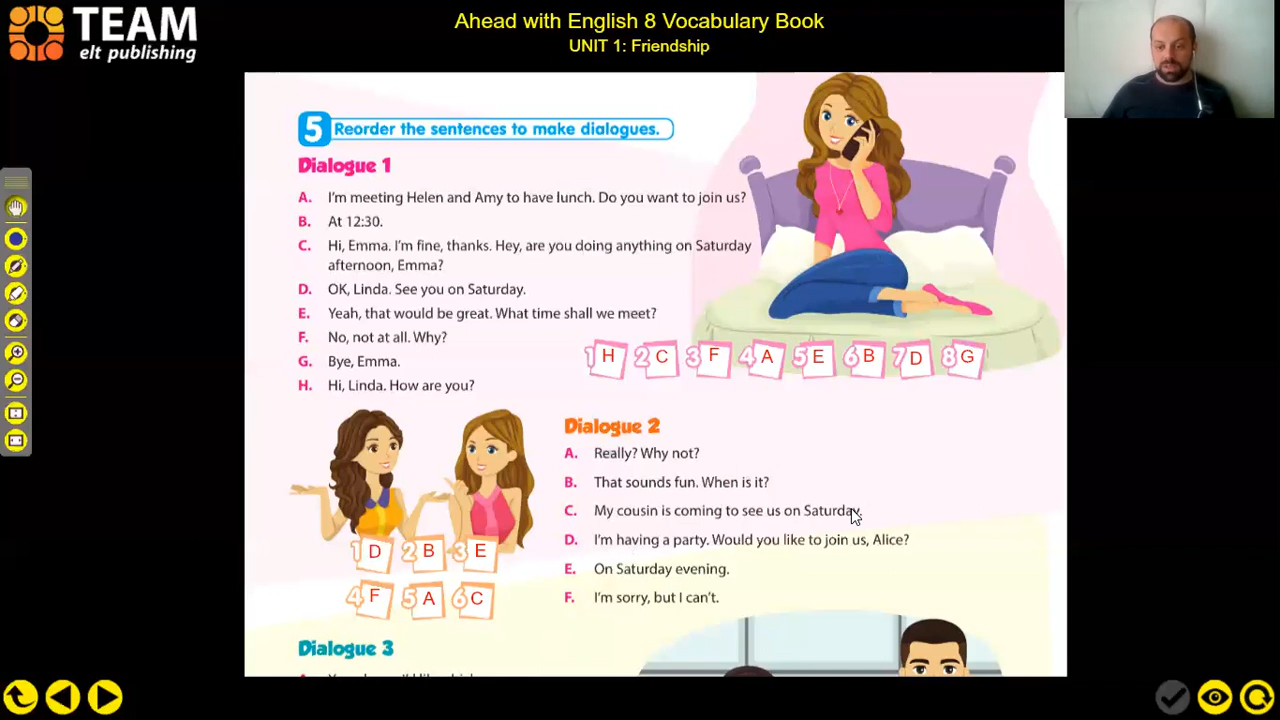 TEAM
elt publishing
Ahead with English 8 Vocabulary Book
UNIT 1: Friendship
5 Reorder the sentences to make dialogues.
Dialogue 1
A. I'm meeting Helen and Amy to have lunch. Do you want to join us?
B. At 12:30.
C. Hi, Emma. I'm fine, thanks. Hey, are you doing anything on Saturday
afternoon, Emma?
D. OK, Linda. See you on Saturday.
E. Yeah, that would be great. What time shall we meet?
F. No, not at all. Why?
G. Bye, Emma.
H. Hi, Linda. How are you?
1 H 2 C 3 F 4 A 5 E 6 B 7 D 8 G
Dialogue 2
A. Really? Why not?
B. That sounds fun. When is it?
C. My cousin is coming to see us on Saturday.
D. I'm having a party. Would you like to join us, Alice?
E. On Saturday evening.
F. I'm sorry, but I can't.
1 D 2 B 3 E
4 F 5 A 6 C
Dialogue 3